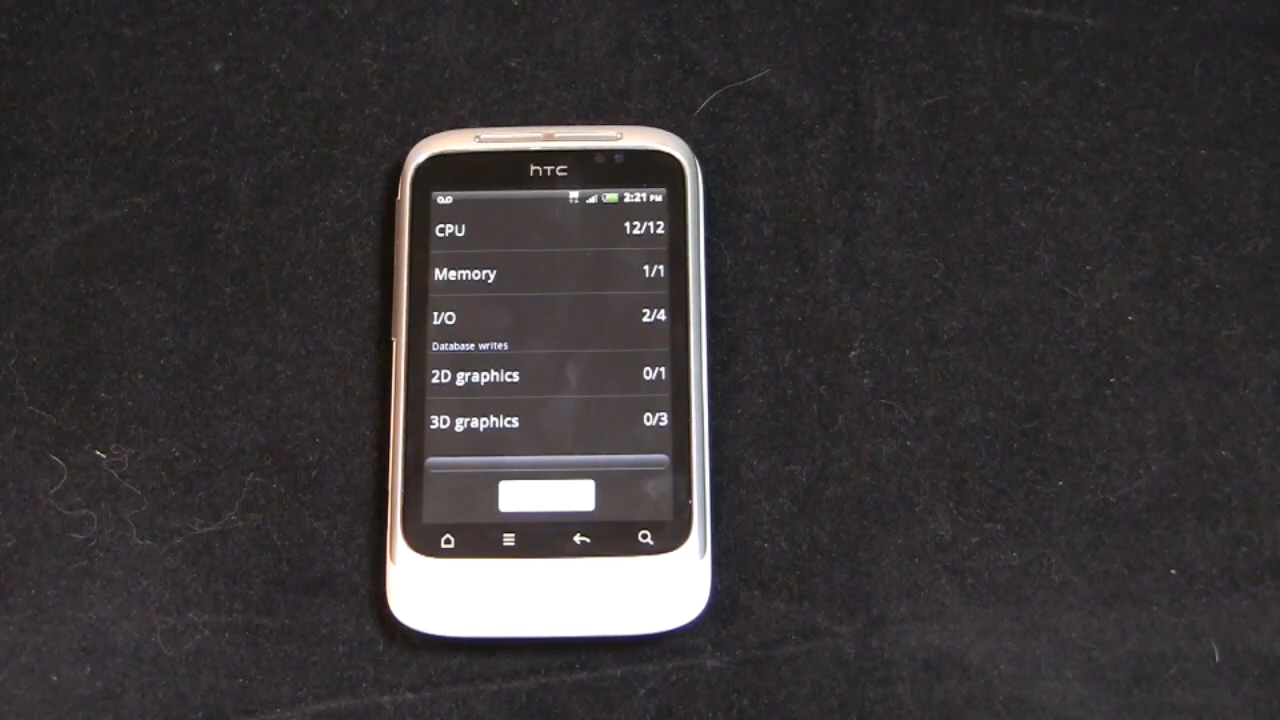 hTC
2:21 PM
CPU 12/12
Memory 1/1
I/O 2/4
Database writes
2D graphics 0/1
3D graphics 0/3